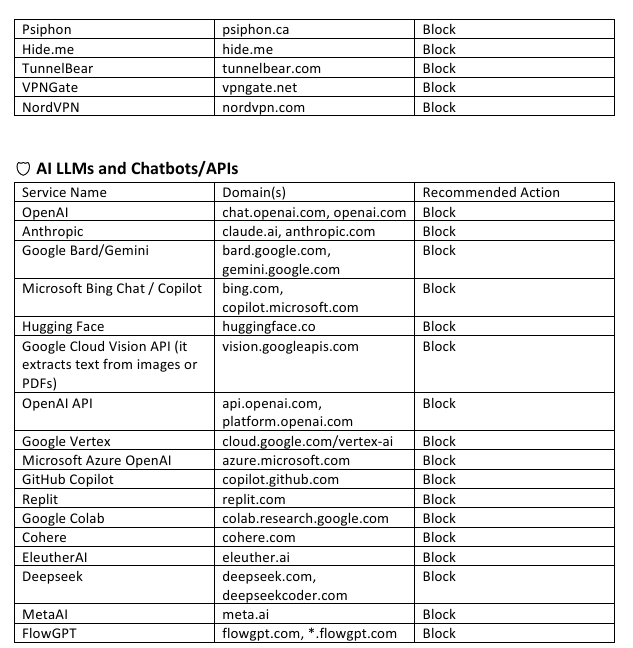 Psiphon psiphon.ca Block
Hide.me hide.me Block
TunnelBear tunnelbear.com Block
VPNGate vpngate.net Block
NordVPN nordvpn.com Block
AI LLMs and Chatbots/APIs
Service Name Domain(s) Recommended Action
OpenAI chat.openai.com, openai.com Block
Anthropic claude.ai, anthropic.com Block
Google Bard/Gemini bard.google.com, Block
gemini.google.com
Microsoft Bing Chat / Copilot bing.com, Block
copilot.microsoft.com
Hugging Face huggingface.co Block
Google Cloud Vision API (it vision.googleapis.com Block
extracts text from images or
PDFs)
OpenAI API api.openai.com, Block
platform.openai.com
Google Vertex cloud.google.com/vertex-ai Block
Microsoft Azure OpenAI azure.microsoft.com Block
GitHub Copilot copilot.github.com Block
Replit replit.com Block
Google Colab colab.research.google.com Block
Cohere cohere.com Block
EleutherAI eleuther.ai Block
Deepseek deepseek.com, Block
deepseekcoder.com
MetaAI meta.ai Block
FlowGPT flowgpt.com, *.flowgpt.com Block